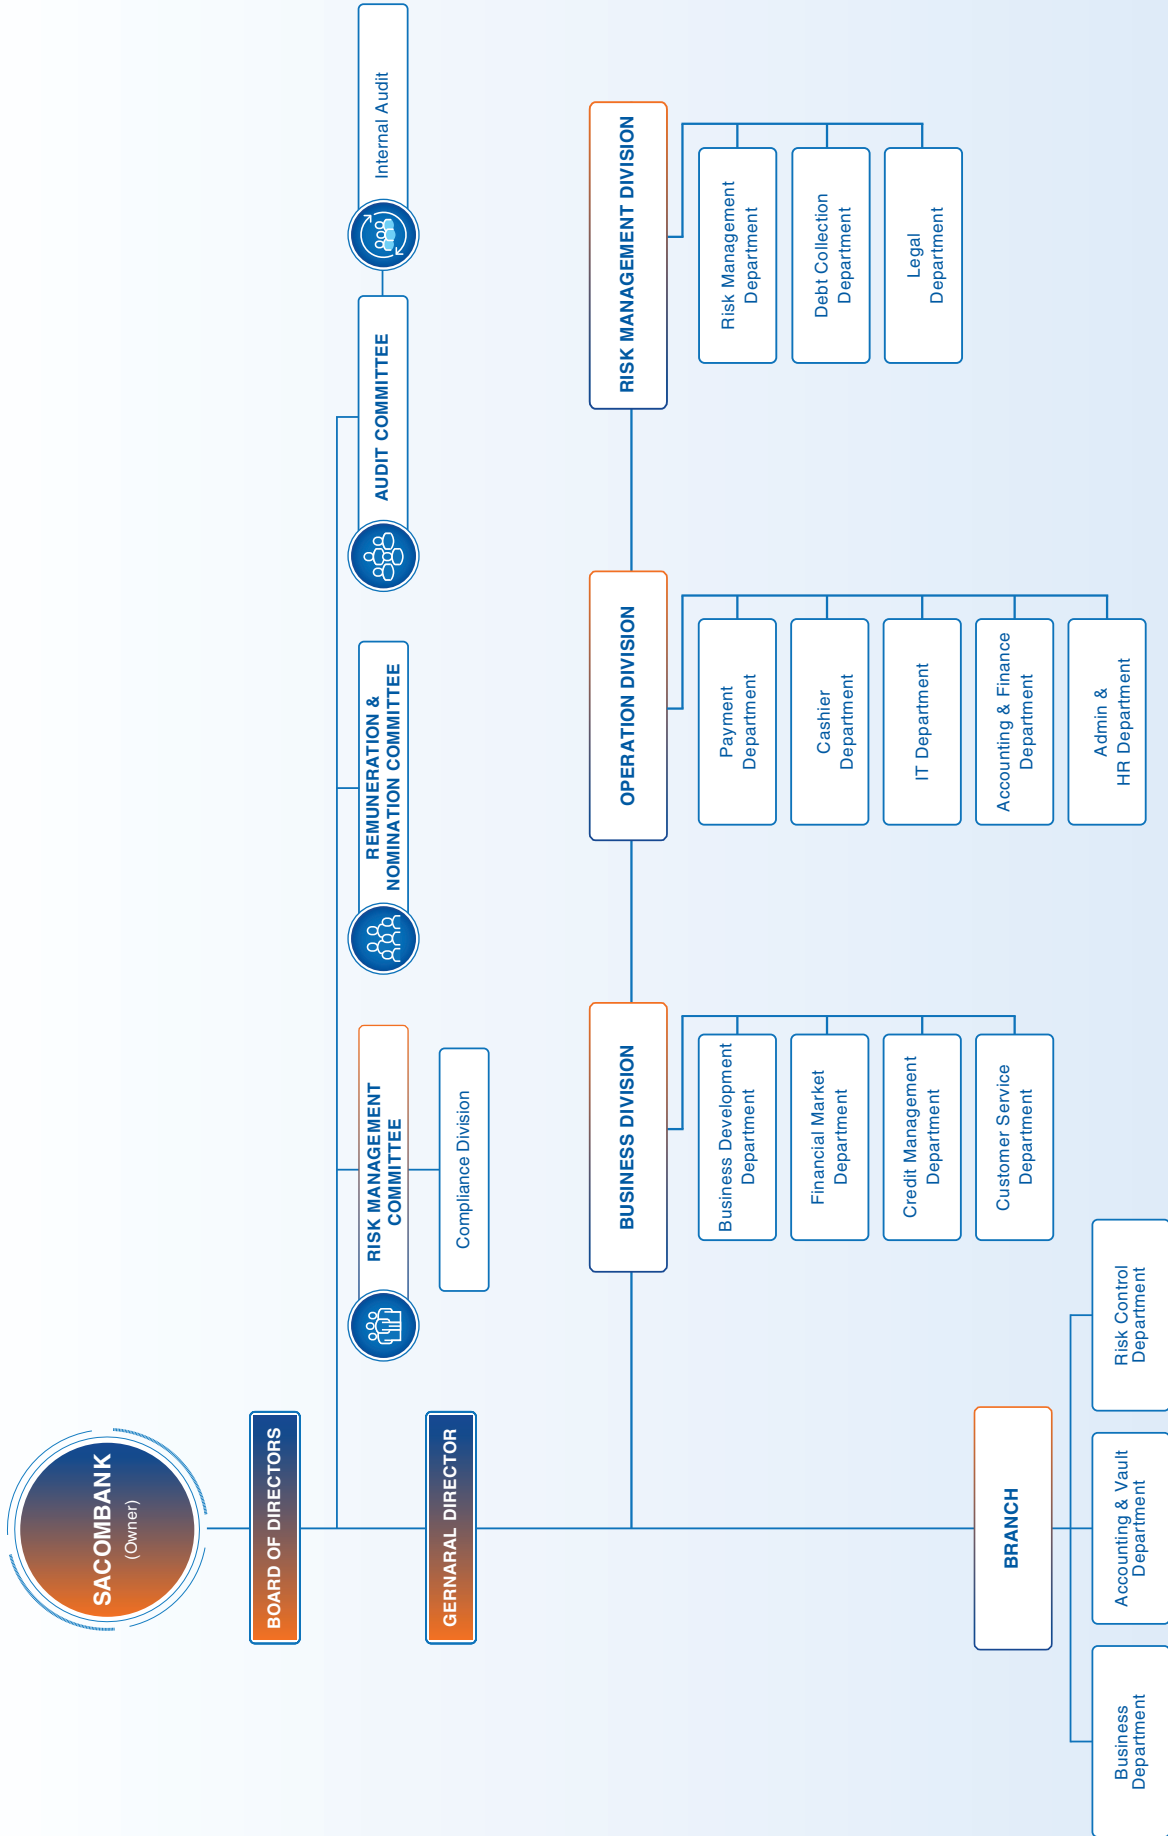 SACOMBANK
(Owner)
BOARD OF DIRECTORS
RISK MANAGEMENT
COMMITTEE
REMUNERATION &
NOMINATION COMMITTEE
AUDIT COMMITTEE
Internal Audit
Compliance Division
GERNARAL DIRECTOR
BUSINESS DIVISION
Business Development
Department
Financial Market
Department
Credit Management
Department
Customer Service
Department
OPERATION DIVISION
Payment
Department
Cashier
Department
IT Department
Accounting & Finance
Department
Admin &
HR Department
RISK MANAGEMENT DIVISION
Risk Management
Department
Debt Collection
Department
Legal
Department
BRANCH
Business
Department
Accounting & Vault
Department
Risk Control
Department